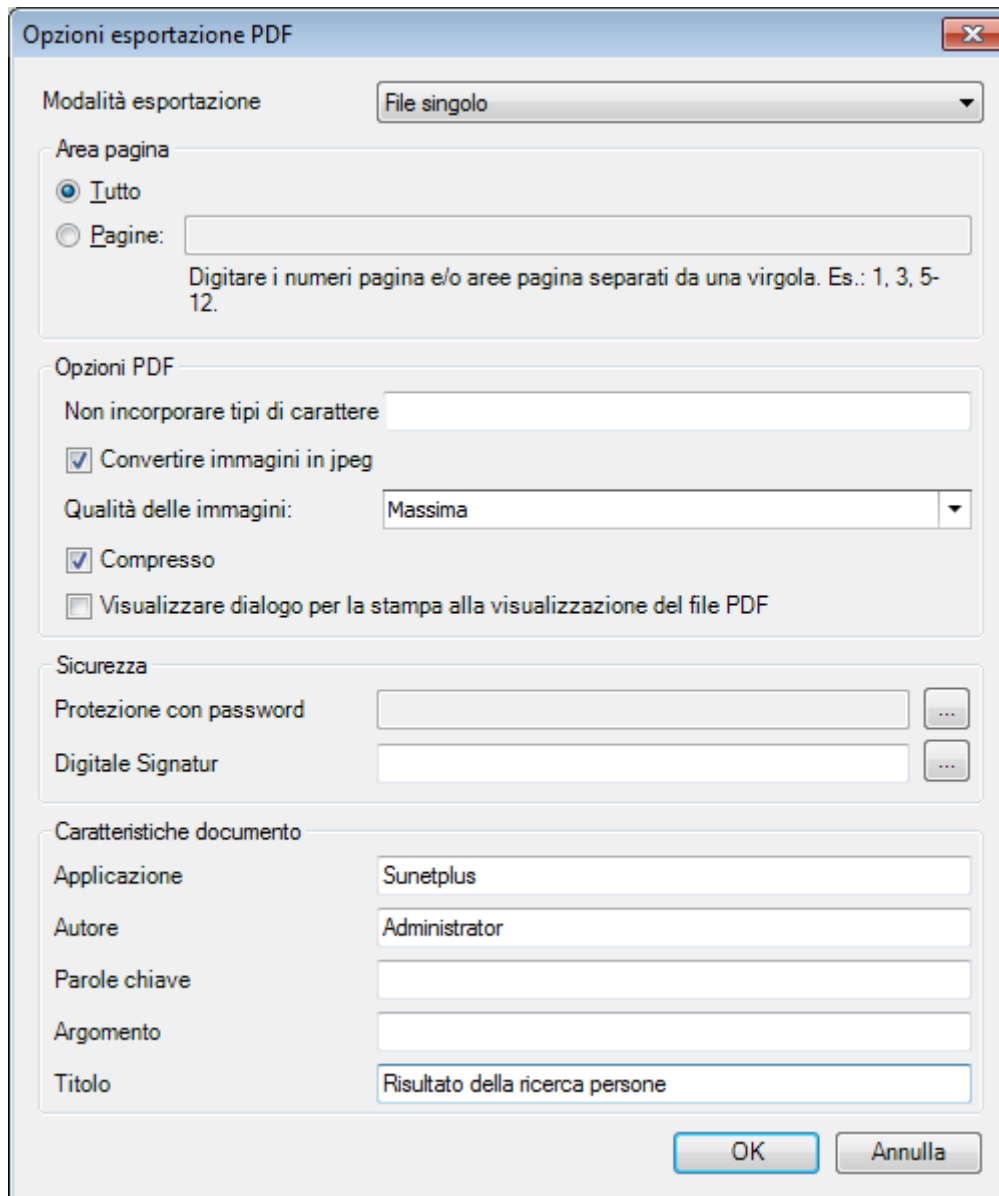 Opzioni esportazione PDF
Modalità esportazione File singolo
Area pagina
Tutto
Pagine:
Digitare i numeri pagina e/o aree pagina separati da una virgola. Es.: 1, 3, 5-
12.
Opzioni PDF
Non incorporare tipi di carattere
Convertire immagini in jpeg
Qualità delle immagini: Massima
Compresso
Visualizzare dialogo per la stampa alla visualizzazione del file PDF
Sicurezza
Protezione con password ...
Digitale Signatur ...
Caratteristiche documento
Applicazione Sunetplus
Autore Administrator
Parole chiave
Argomento
Titolo Risultato della ricerca persone
OK Annulla